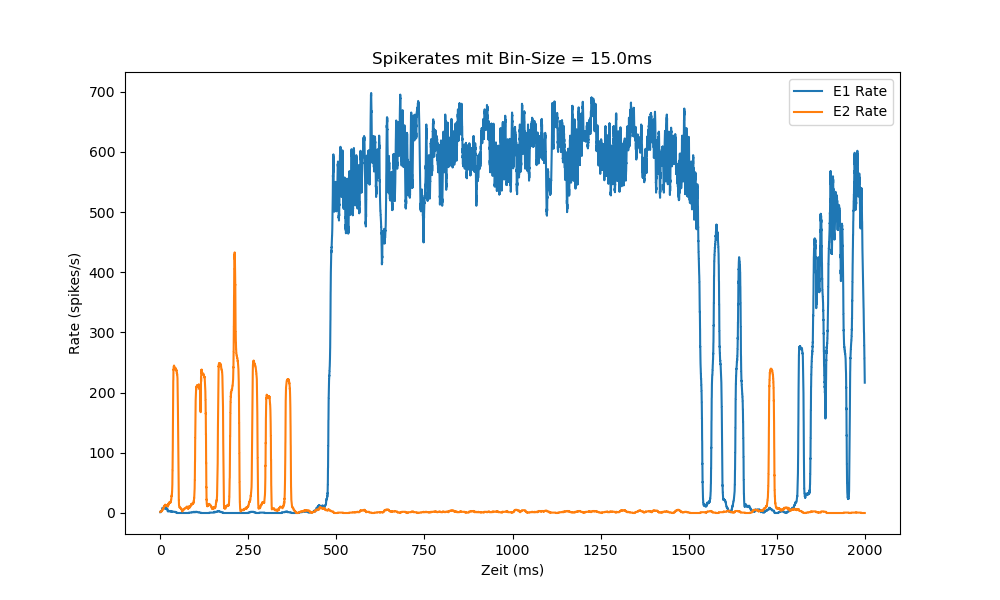 Spikerates mit Bin-Size = 15.0ms
E1 Rate
E2 Rate
700
600
500
400
300
200
100
0
Rate (spikes/s)
0 250 500 750 1000 1250 1500 1750 2000
Zeit (ms)